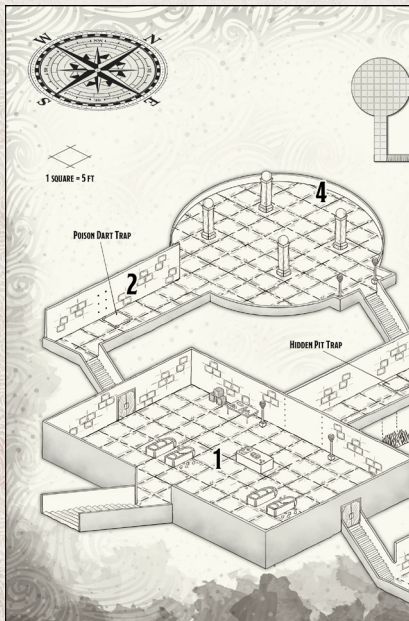 N
W
S
E
1 SQUARE = 5 FT
4
POISON DART TRAP
2
HIDDEN PIT TRAP
1